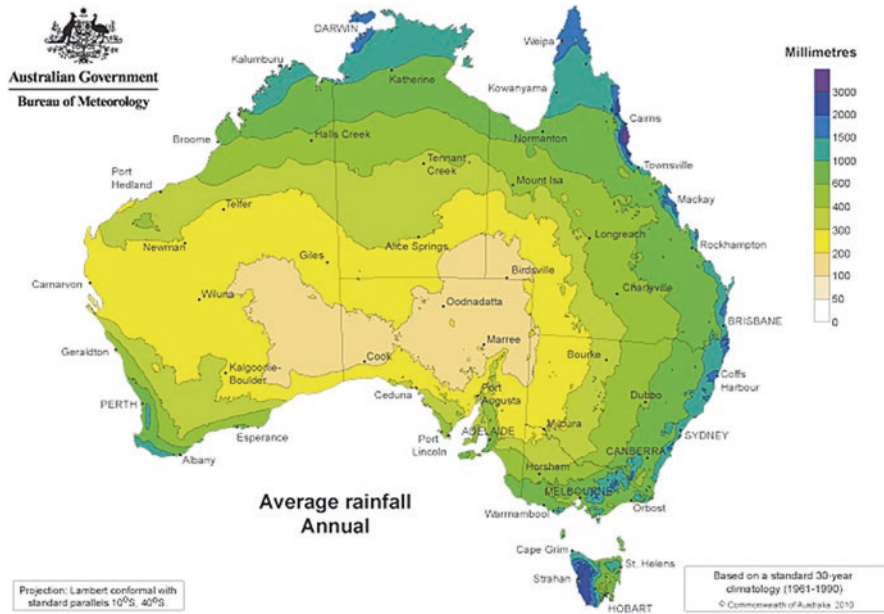 Australian Government
Bureau of Meteorology
DARWIN
Kalumburu
Katherine
Weipa
Kowanyama
Cairns
Broome
Halls Creek
Normanton
Townsville
Port
Hedland
Tennant
Creek
Mount Isa
Mackay
Telfer
Newman
Giles
Alice Springs
Longreach
Rockhampton
Carnarvon
Wiluna
Oodnadatta
Birdsville
Charlyville
BRISBANE
Geraldton
Kalgoorlie-
Boulder
Cook
Marree
Bourke
Coffs
Harbour
PERTH
Ceduna
Port
Augusta
Dubbo
Esperance
Albany
Port
Lincoln
ADELAIDE
Mildura
SYDNEY
CANBERRA
Horsham
MELBOURNE
Warrnambool
Orbost
Cape Grim
St. Helens
Strahan
HOBART
Millimetres
3000
2000
1500
1000
600
400
300
200
100
50
0
Average rainfall
Annual
Projection: Lambert conformal with
standard parallels 10°S, 40°S.
Based on a standard 30-year
climatology (1961-1990)
© Commonwealth of Australia, 2010